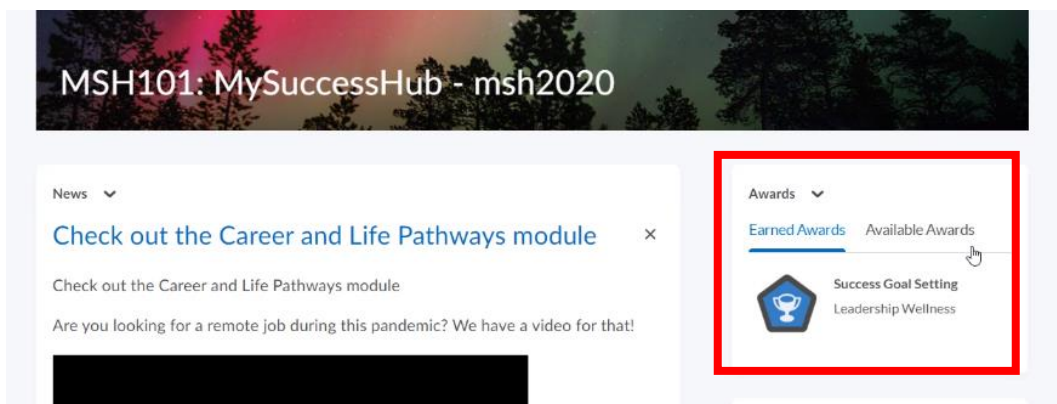 MSH101: MySuccessHub - msh2020
News
Check out the Career and Life Pathways module
Check out the Career and Life Pathways module
Are you looking for a remote job during this pandemic? We have a video for that!
Awards
Earned Awards Available Awards
Success Goal Setting
Leadership Wellness